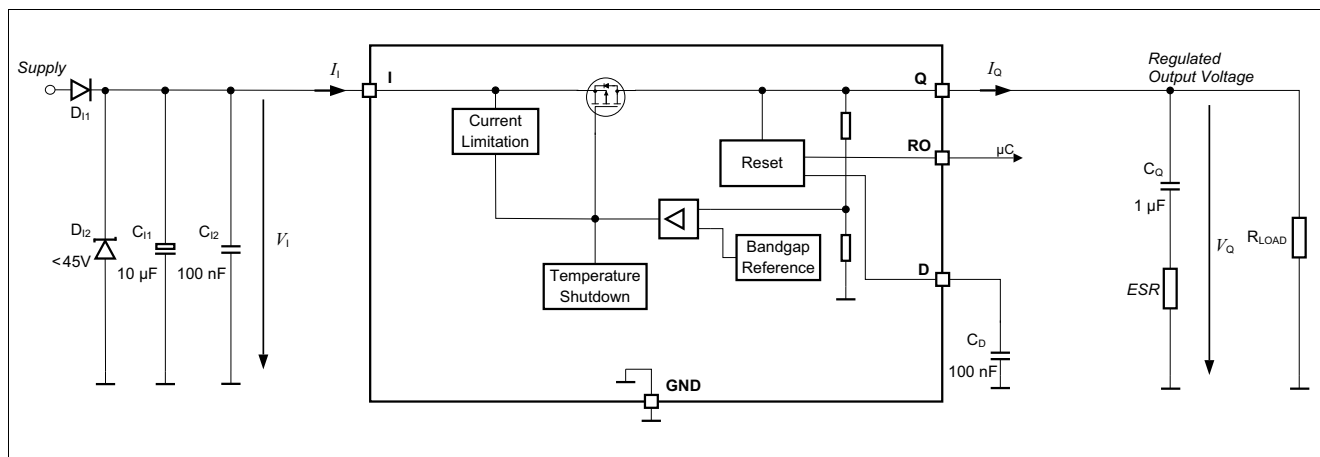 Supply
D_I1
I_I
I
Q
I_Q
Regulated
Output Voltage
Current
Limitation
Reset
RO
µC
C_Q
1 µF
D_I2
<45V
C_I1
10 µF
C_I2
100 nF
V_I
Bandgap
Reference
Temperature
Shutdown
D
C_D
100 nF
ESR
V_Q
R_LOAD
GND